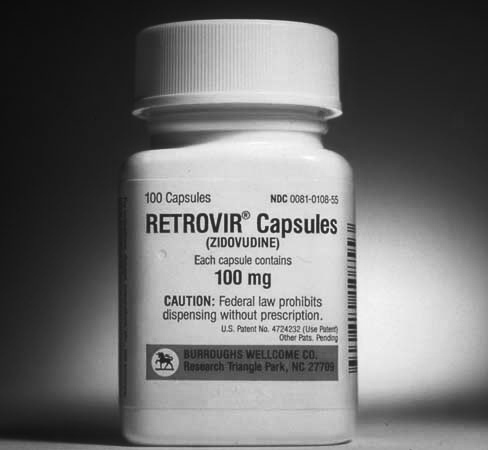 100 Capsules NDC 0081-0108-55
RETROVIR® Capsules
(ZIDOVUDINE)
Each capsule contains
100 mg
CAUTION: Federal law prohibits
dispensing without prescription.
U.S. Patent No. 4724232 (Use Patent)
Other Pats. Pending
BURROUGHS WELLCOME CO.
Research Triangle Park, NC 27709